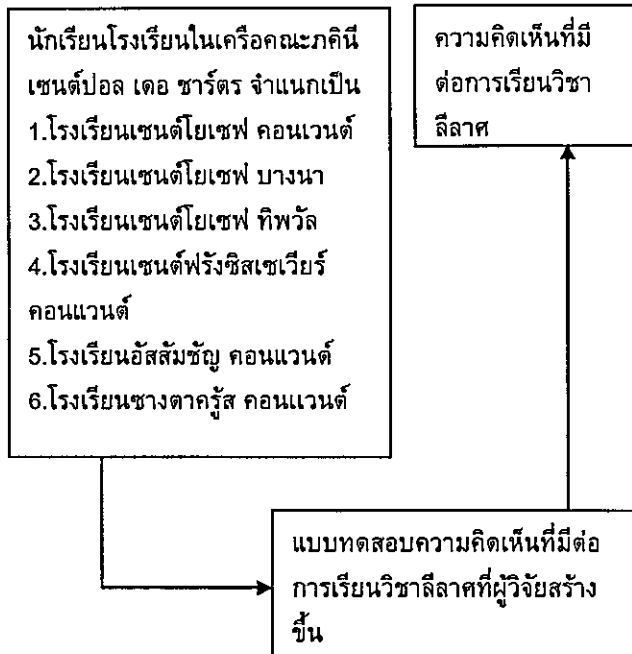 นักเรียนโรงเรียนในเครือคณะภคินี
เซนต์ปอล เดอ ชาร์ตร จำแนกเป็น
1.โรงเรียนเซนต์โยเซฟ คอนเวนต์
2.โรงเรียนเซนต์โยเซฟ บางนา
3.โรงเรียนเซนต์โยเซฟ ทิพวัล
4.โรงเรียนเซนต์ฟรังซิสเซเวียร์
คอนแวนต์
5.โรงเรียนอัสสัมชัญ คอนแวนต์
6.โรงเรียนซางตาครู้ส คอนแวนต์
ความคิดเห็นที่มี
ต่อการเรียนวิชา
ลีลาศ
แบบทดสอบความคิดเห็นที่มีต่อ
การเรียนวิชาลีลาศที่ผู้วิจัยสร้าง
ขึ้น